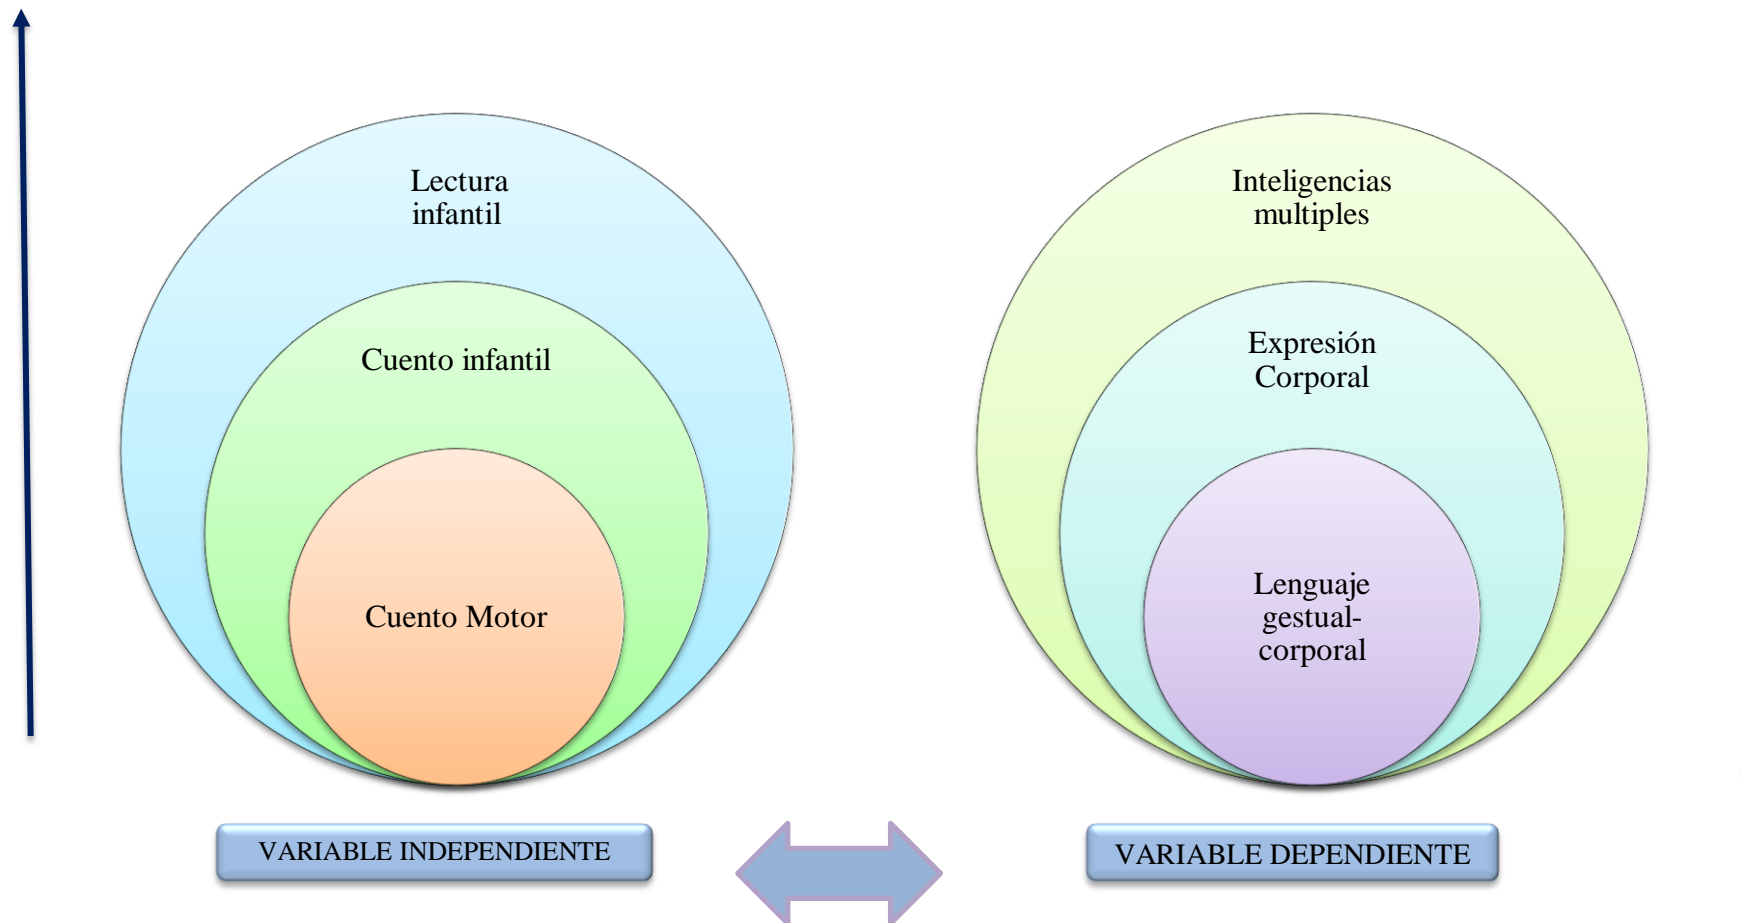 Lectura
infantil
Cuento infantil
Cuento Motor
VARIABLE INDEPENDIENTE
Inteligencias
multiples
Expresión
Corporal
Lenguaje
gestual-
corporal
VARIABLE DEPENDIENTE